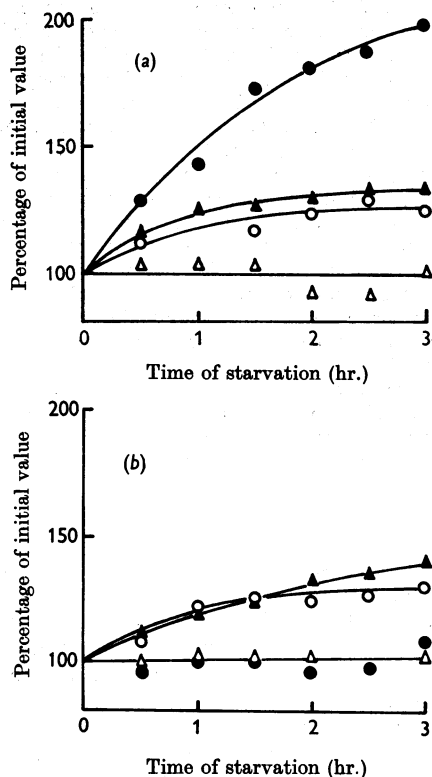 200
(a)
150
100
0
1
2
3
Percentage of initial value
Time of starvation (hr.)
200
(b)
150
100
0
1
2
3
Percentage of initial value
Time of starvation (hr.)